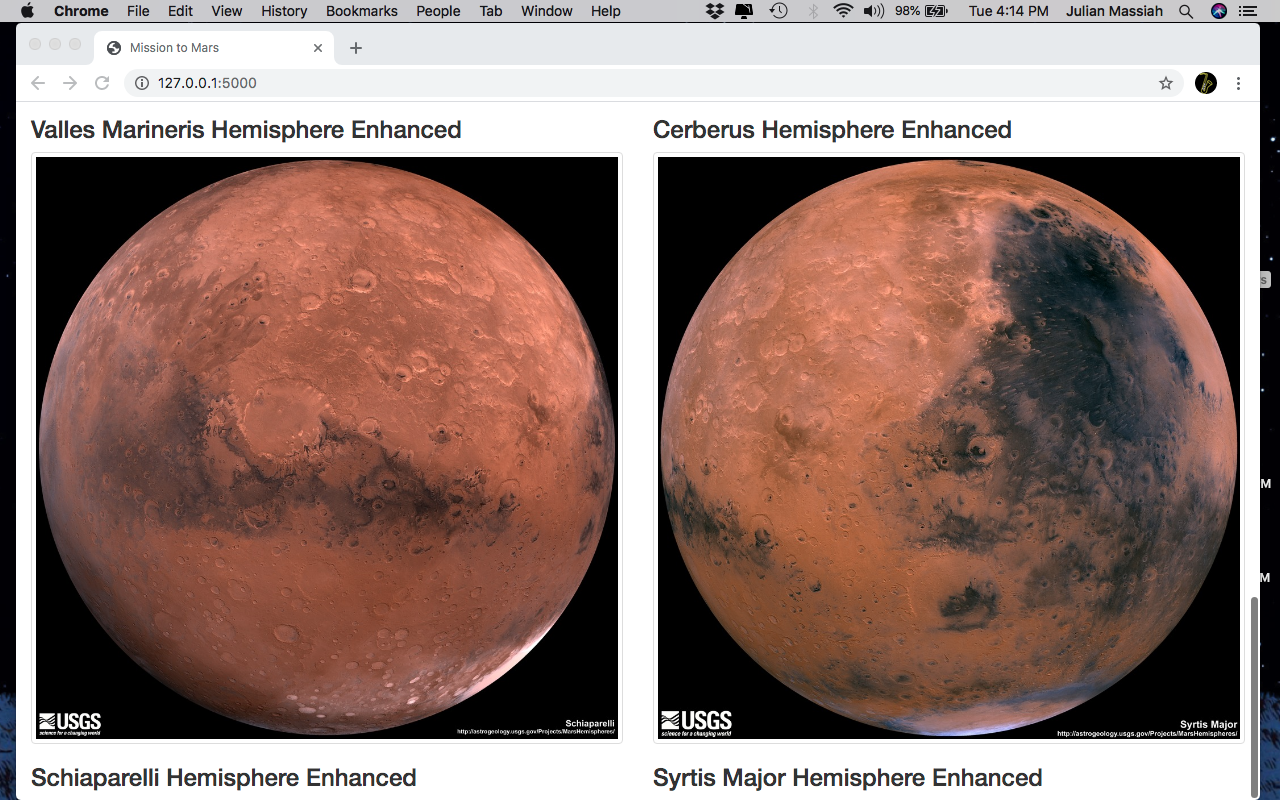 Chrome File Edit View History Bookmarks People Tab Window Help 98% Tue 4:14 PM Julian Massiah
Mission to Mars
127.0.0.1:5000
Valles Marineris Hemisphere Enhanced
Cerberus Hemisphere Enhanced
USGS
science for a changing world
Schiaparelli
http://astrogeology.usgs.gov/Projects/MarsHemispheres/
USGS
science for a changing world
Syrtis Major
http://astrogeology.usgs.gov/Projects/MarsHemispheres/
Schiaparelli Hemisphere Enhanced
Syrtis Major Hemisphere Enhanced
s
M
M